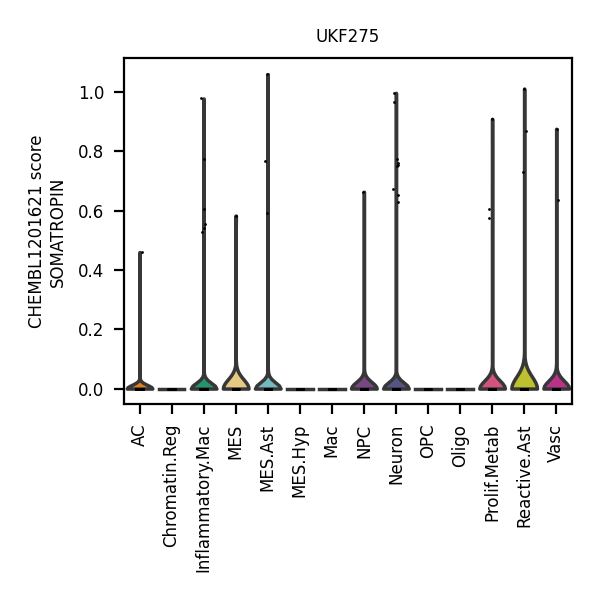 UKF275
CHEMBL1201621 score
SOMATROPIN
1.0
0.8
0.6
0.4
0.2
0.0
AC
Chromatin.Reg
Inflammatory.Mac
MES
MES.Ast
MES.Hyp
Mac
NPC
Neuron
OPC
Oligo
Prolif.Metab
Reactive.Ast
Vasc